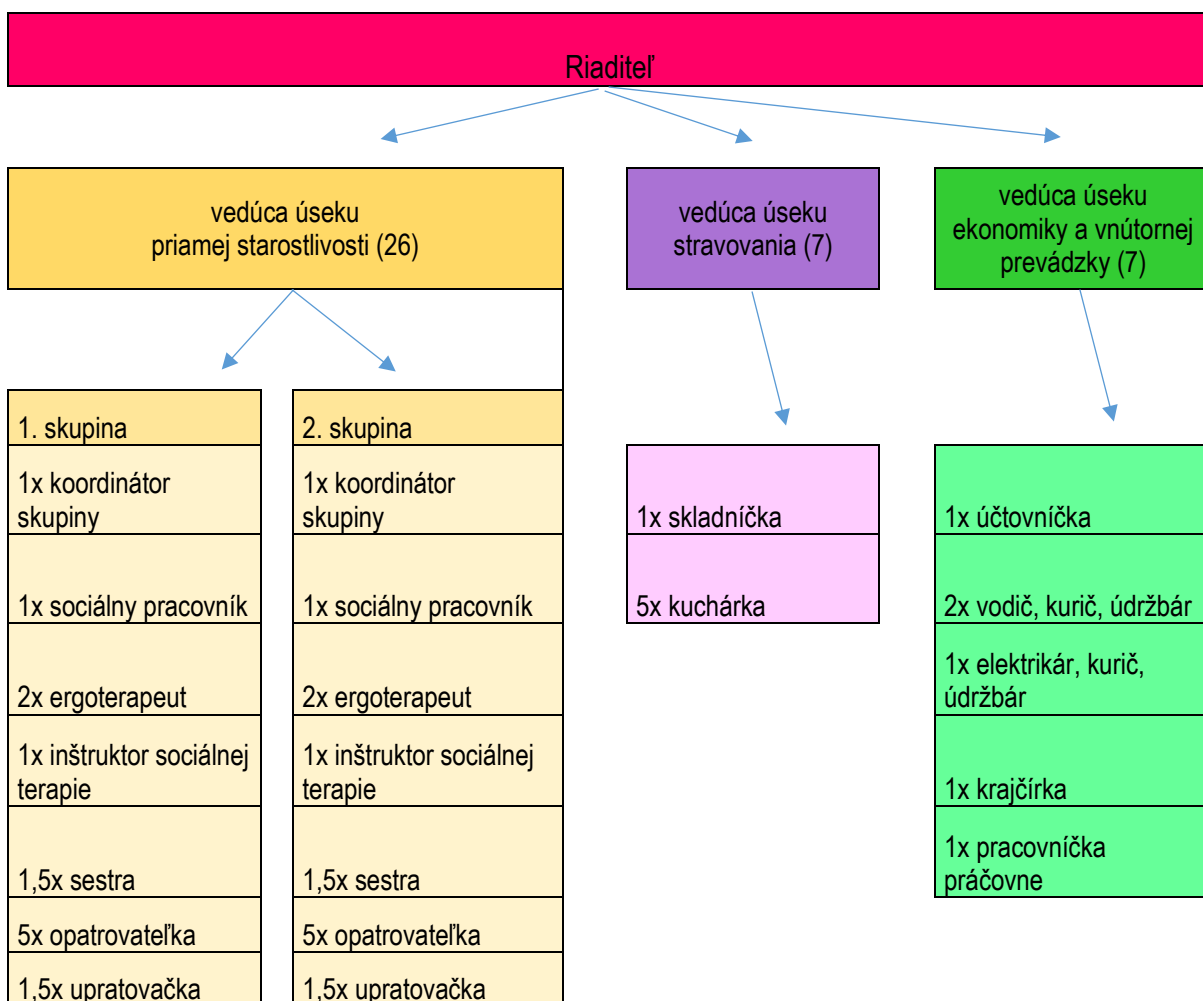 Riaditeľ
vedúca úseku
priamej starostlivosti (26)
vedúca úseku
stravovania (7)
vedúca úseku
ekonomiky a vnútornej
prevádzky (7)
1. skupina
1x koordinátor
skupiny
1x sociálny pracovník
2x ergoterapeut
1x inštruktor sociálnej
terapie
1,5x sestra
5x opatrovateľka
1,5x upratovačka
2. skupina
1x koordinátor
skupiny
1x sociálny pracovník
2x ergoterapeut
1x inštruktor sociálnej
terapie
1,5x sestra
5x opatrovateľka
1,5x upratovačka
1x skladníčka
5x kuchárka
1x účtovníčka
2x vodič, kurič, údržbár
1x elektrikár, kurič,
údržbár
1x krajčírka
1x pracovníčka
práčovne